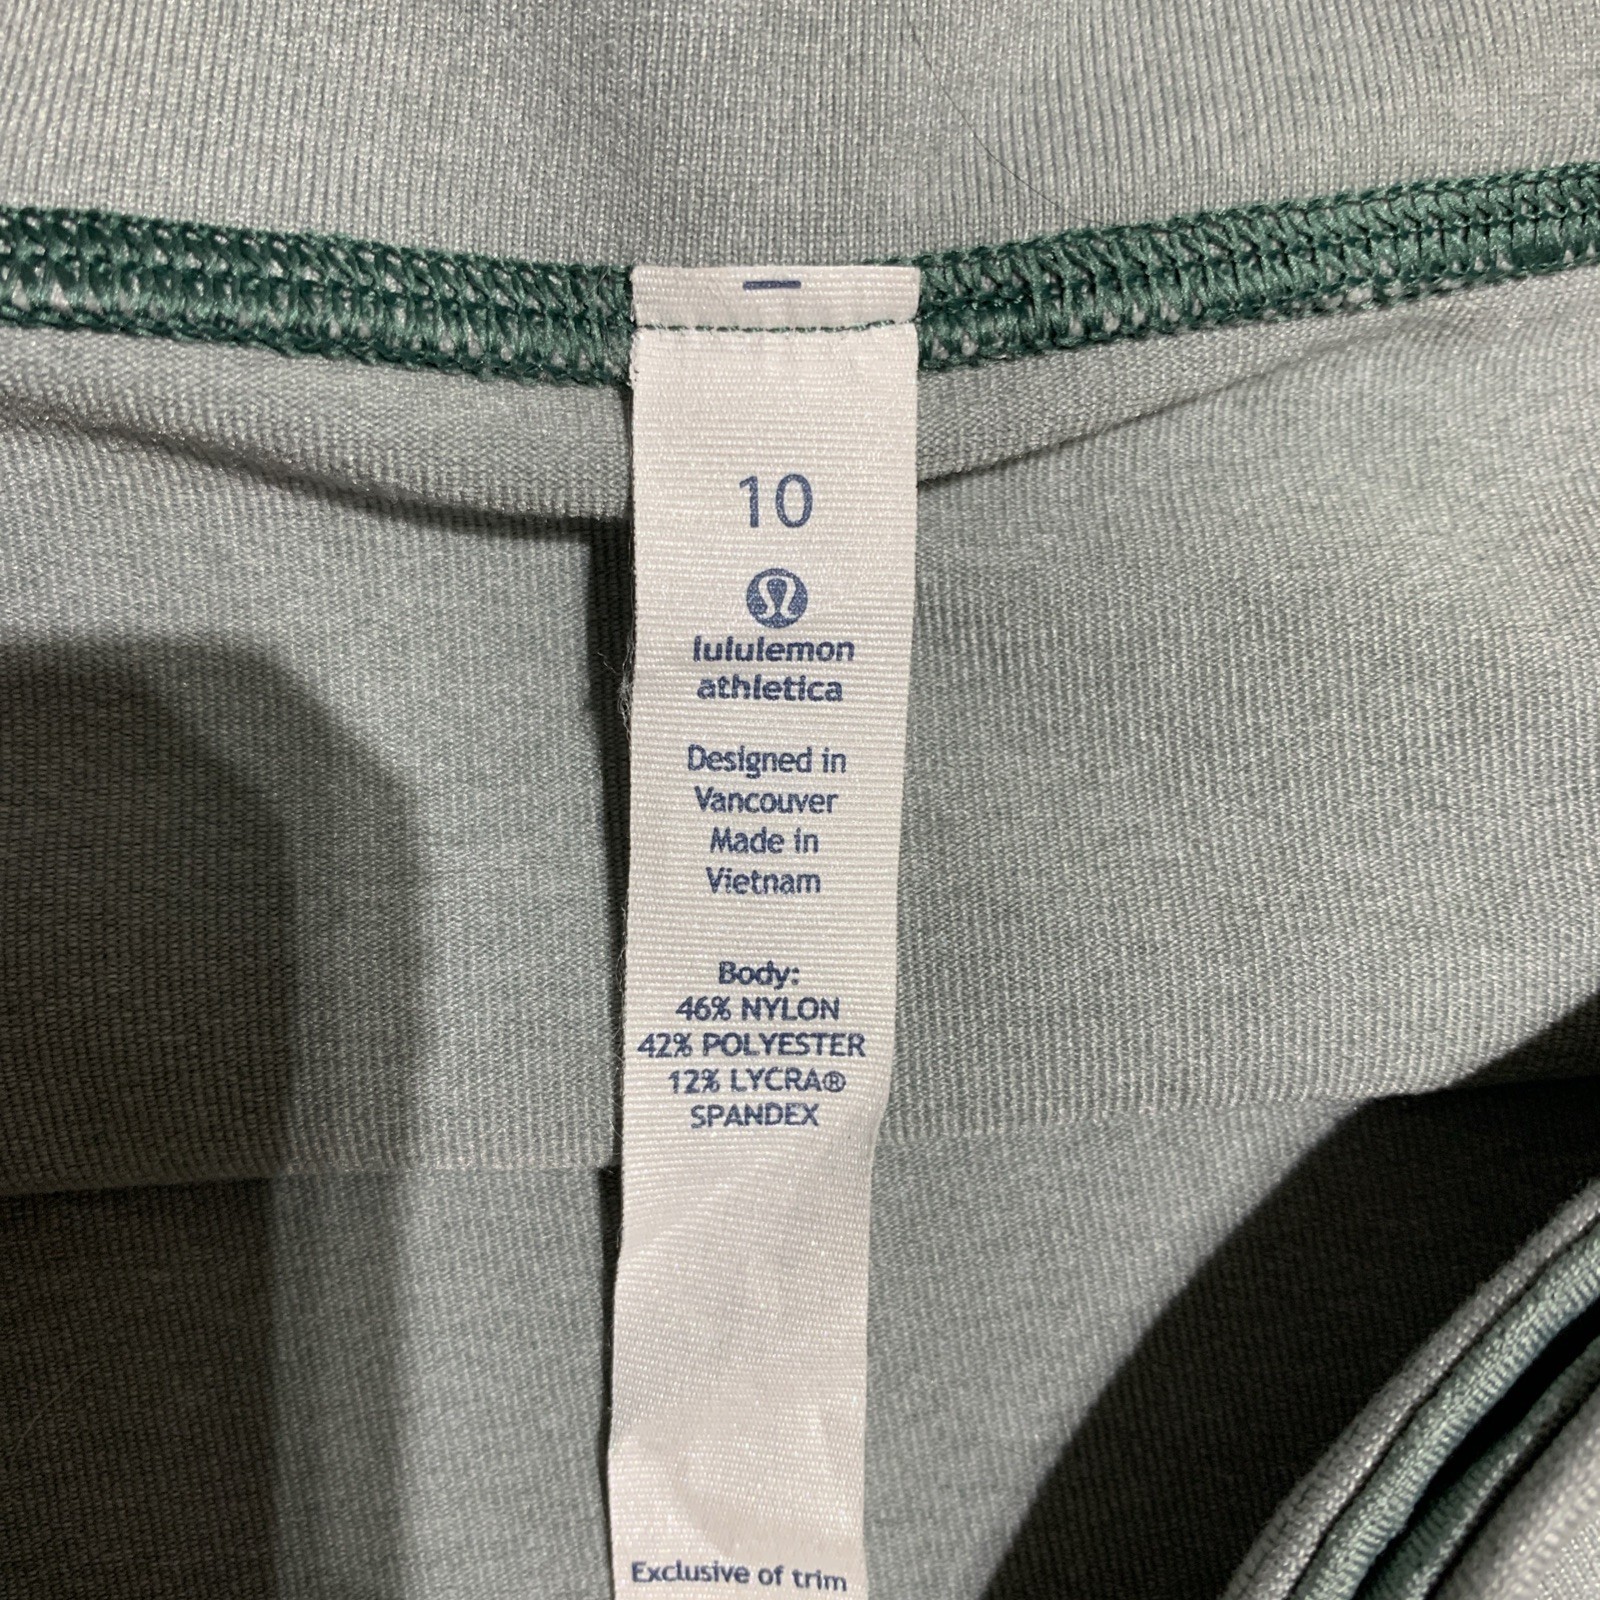 10
lululemon
athletica
Designed in
Vancouver
Made in
Vietnam
Body:
46% NYLON
42% POLYESTER
12% LYCRA®
SPANDEX
Exclusive of trim